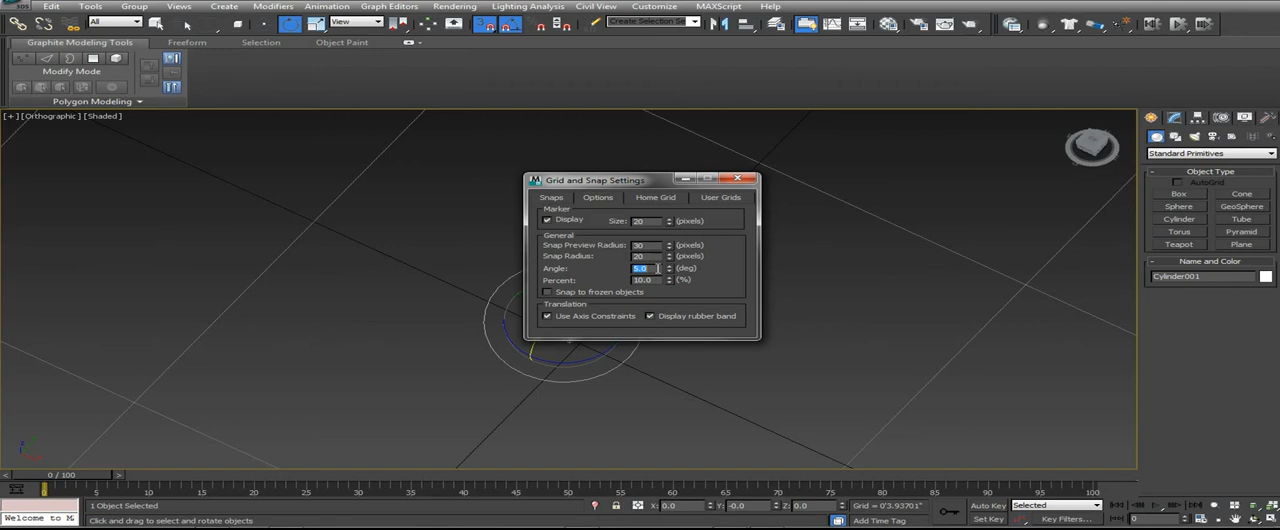 3DS
Edit Tools Group Views Create Modifiers Animation Graph Editors Rendering Lighting Analysis Civil View Customize MAXScript Help
All View 3 Create Selection Se
Graphite Modeling Tools Freeform Selection Object Paint
Modify Mode
Polygon Modeling
[+] [Orthographic] [Shaded]
Grid and Snap Settings
Snaps Options Home Grid User Grids
Marker
Display Size: 20 (pixels)
General
Snap Preview Radius: 30 (pixels)
Snap Radius: 20 (pixels)
Angle: 5.0 (deg)
Percent: 10.0 (%)
Snap to frozen objects
Translation
Use Axis Constraints Display rubber band
Standard Primitives
- Object Type
AutoGrid
Box Cone
Sphere GeoSphere
Cylinder Tube
Torus Pyramid
Teapot Plane
- Name and Color
Cylinder001
< 0 / 100 >
0 5 10 15 20 25 30 35 40 45 50 55 60 65 70 75 80 85 90 95 100
1 Object Selected X: 0.0 Y: -0.0 Z: 0.0 Grid = 0'3.93701" Auto Key Selected
Welcome to M Click and drag to select and rotate objects Add Time Tag Set Key Key Filters... 0